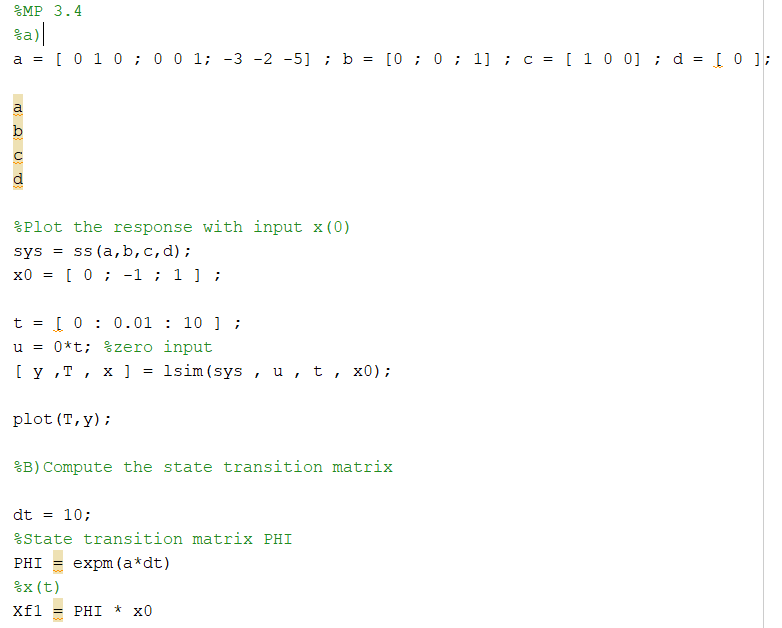 %MP 3.4
%a)
a = [ 0 1 0 ; 0 0 1; -3 -2 -5] ; b = [0 ; 0 ; 1] ; c = [ 1 0 0] ; d = [ 0 ];
a
b
c
d
%Plot the response with input x(0)
sys = ss(a,b,c,d);
x0 = [ 0 ; -1 ; 1 ] ;
t = [ 0 : 0.01 : 10 ] ;
u = 0*t; %zero input
[ y ,T , x ] = lsim(sys , u , t , x0);
plot(T,y);
%B)Compute the state transition matrix
dt = 10;
%State transition matrix PHI
PHI = expm(a*dt)
%x(t)
Xf1 = PHI * x0